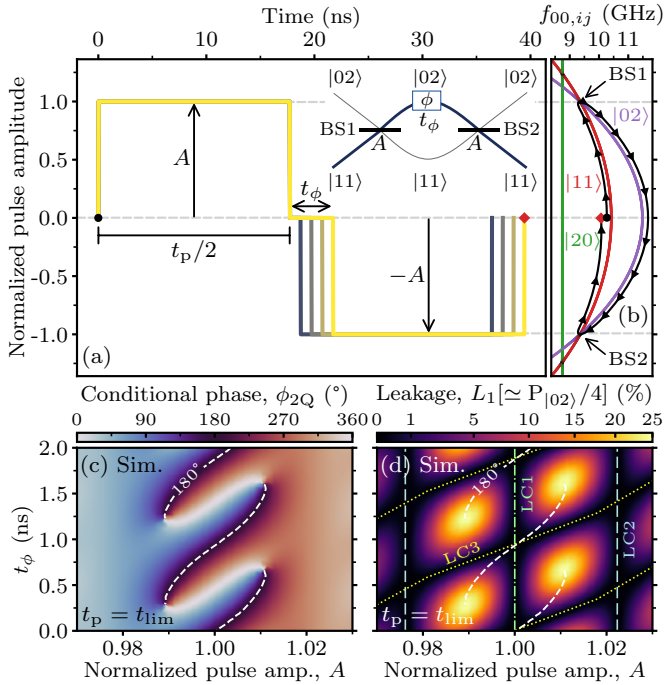 Time (ns)
0 10 20 30 40
f00,ij (GHz)
9 10 11
Normalized pulse amplitude
1.0
0.5
0.0
-0.5
-1.0
A
tp/2
tϕ
−A
(a)
|02⟩ |02⟩ |02⟩
ϕ
tϕ
BS1 BS2
A A
|11⟩ |11⟩ |11⟩
BS1
|02⟩
|11⟩
|20⟩
(b)
BS2
Conditional phase, ϕ2Q (°)
0 90 180 270 360
Leakage, L1[≃ P|02⟩/4] (%)
0 1 5 10 15 20 25
tϕ (ns)
2.0
1.5
1.0
0.5
0.0
(c) Sim.
180°
tp = tlim
0.98 1.00 1.02
Normalized pulse amp., A
(d) Sim.
180°
LC1
LC2
LC3
tp = tlim
0.98 1.00 1.02
Normalized pulse amp., A